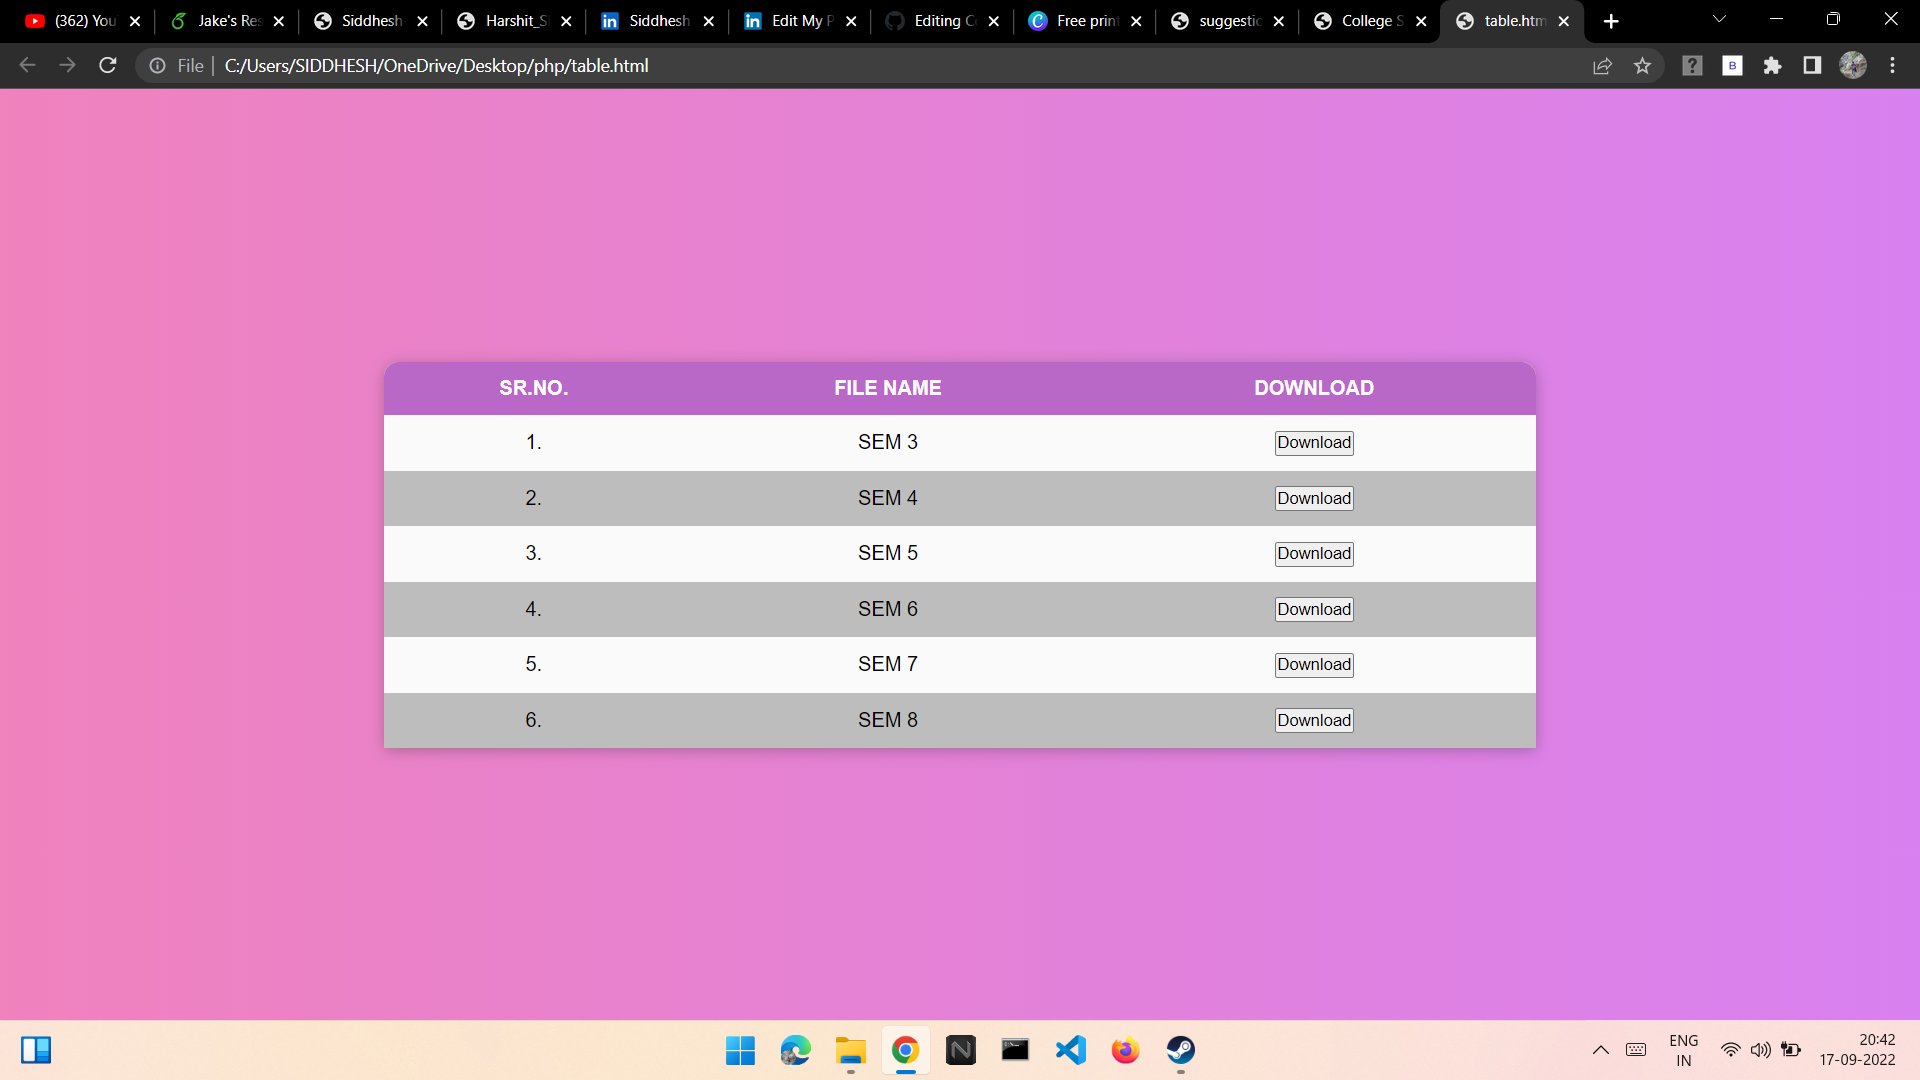 (362) You
Jake's Res
Siddhesh
Harshit_S
Siddhesh
Edit My P
Editing C
Free print
suggestio
College S
table.htm
File
C:/Users/SIDDHESH/OneDrive/Desktop/php/table.html
B
SR.NO. FILE NAME DOWNLOAD
1. SEM 3 Download
2. SEM 4 Download
3. SEM 5 Download
4. SEM 6 Download
5. SEM 7 Download
6. SEM 8 Download
ENG
IN
20:42
17-09-2022